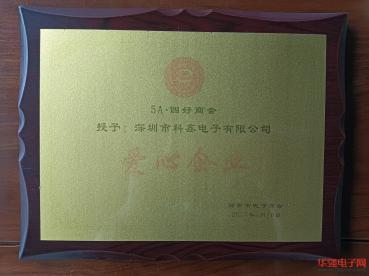 5A·四好商会
授予：深圳市科鑫电子有限公司
爱心企业
华强电子网